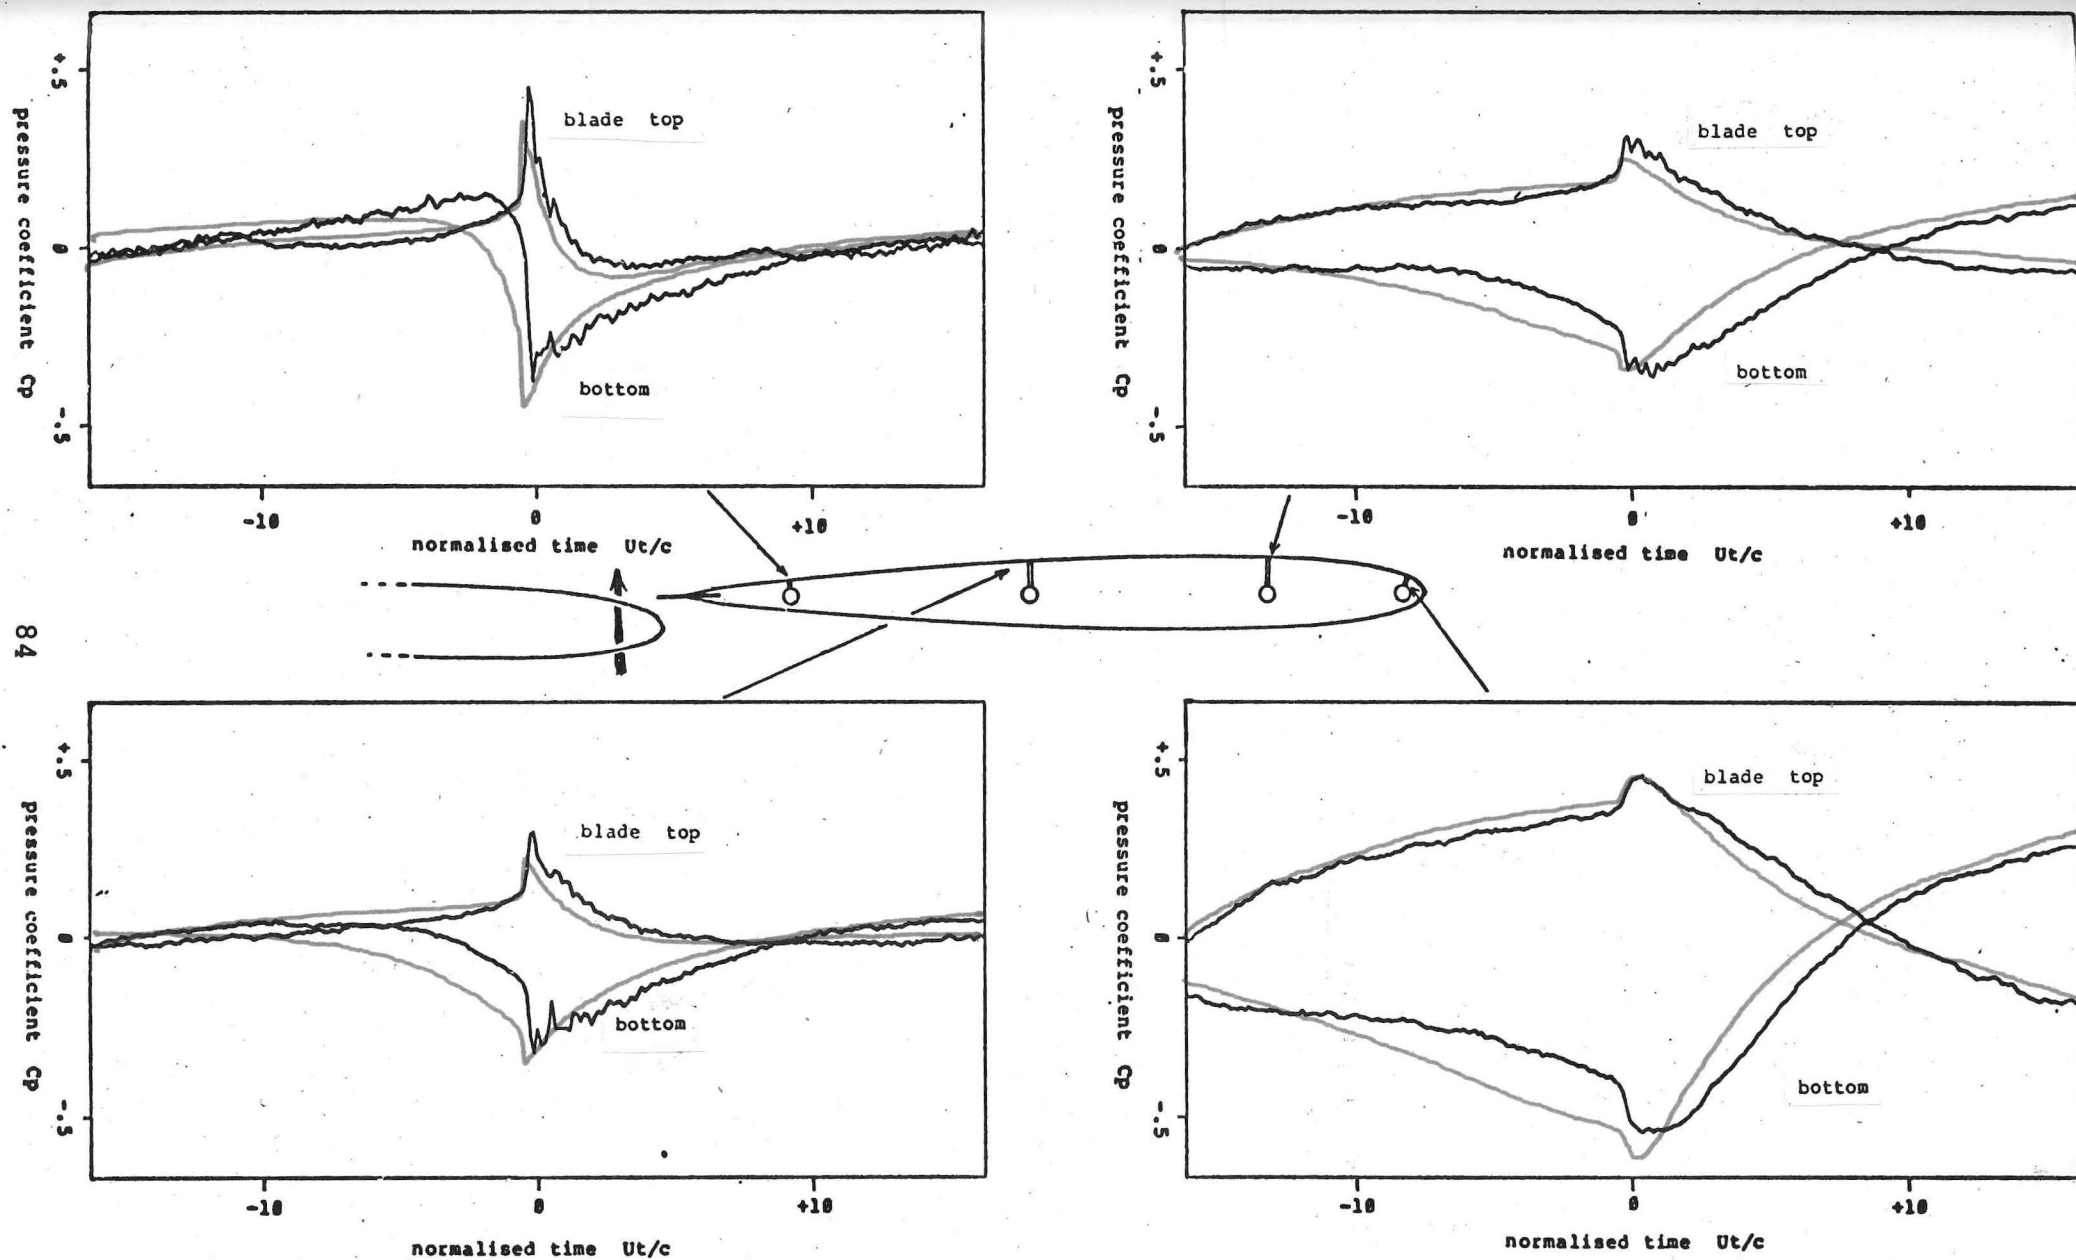 pressure coefficient Cp
+.5
0
-.5
blade top
bottom
-10 0 +10
normalised time Ut/c
pressure coefficient Cp
+.5
0
-.5
blade top
bottom
-10 0 +10
normalised time Ut/c
84
pressure coefficient Cp
+.5
0
-.5
blade top
bottom
-10 0 +10
normalised time Ut/c
pressure coefficient Cp
+.5
0
-.5
blade top
bottom
-10 0 +10
normalised time Ut/c